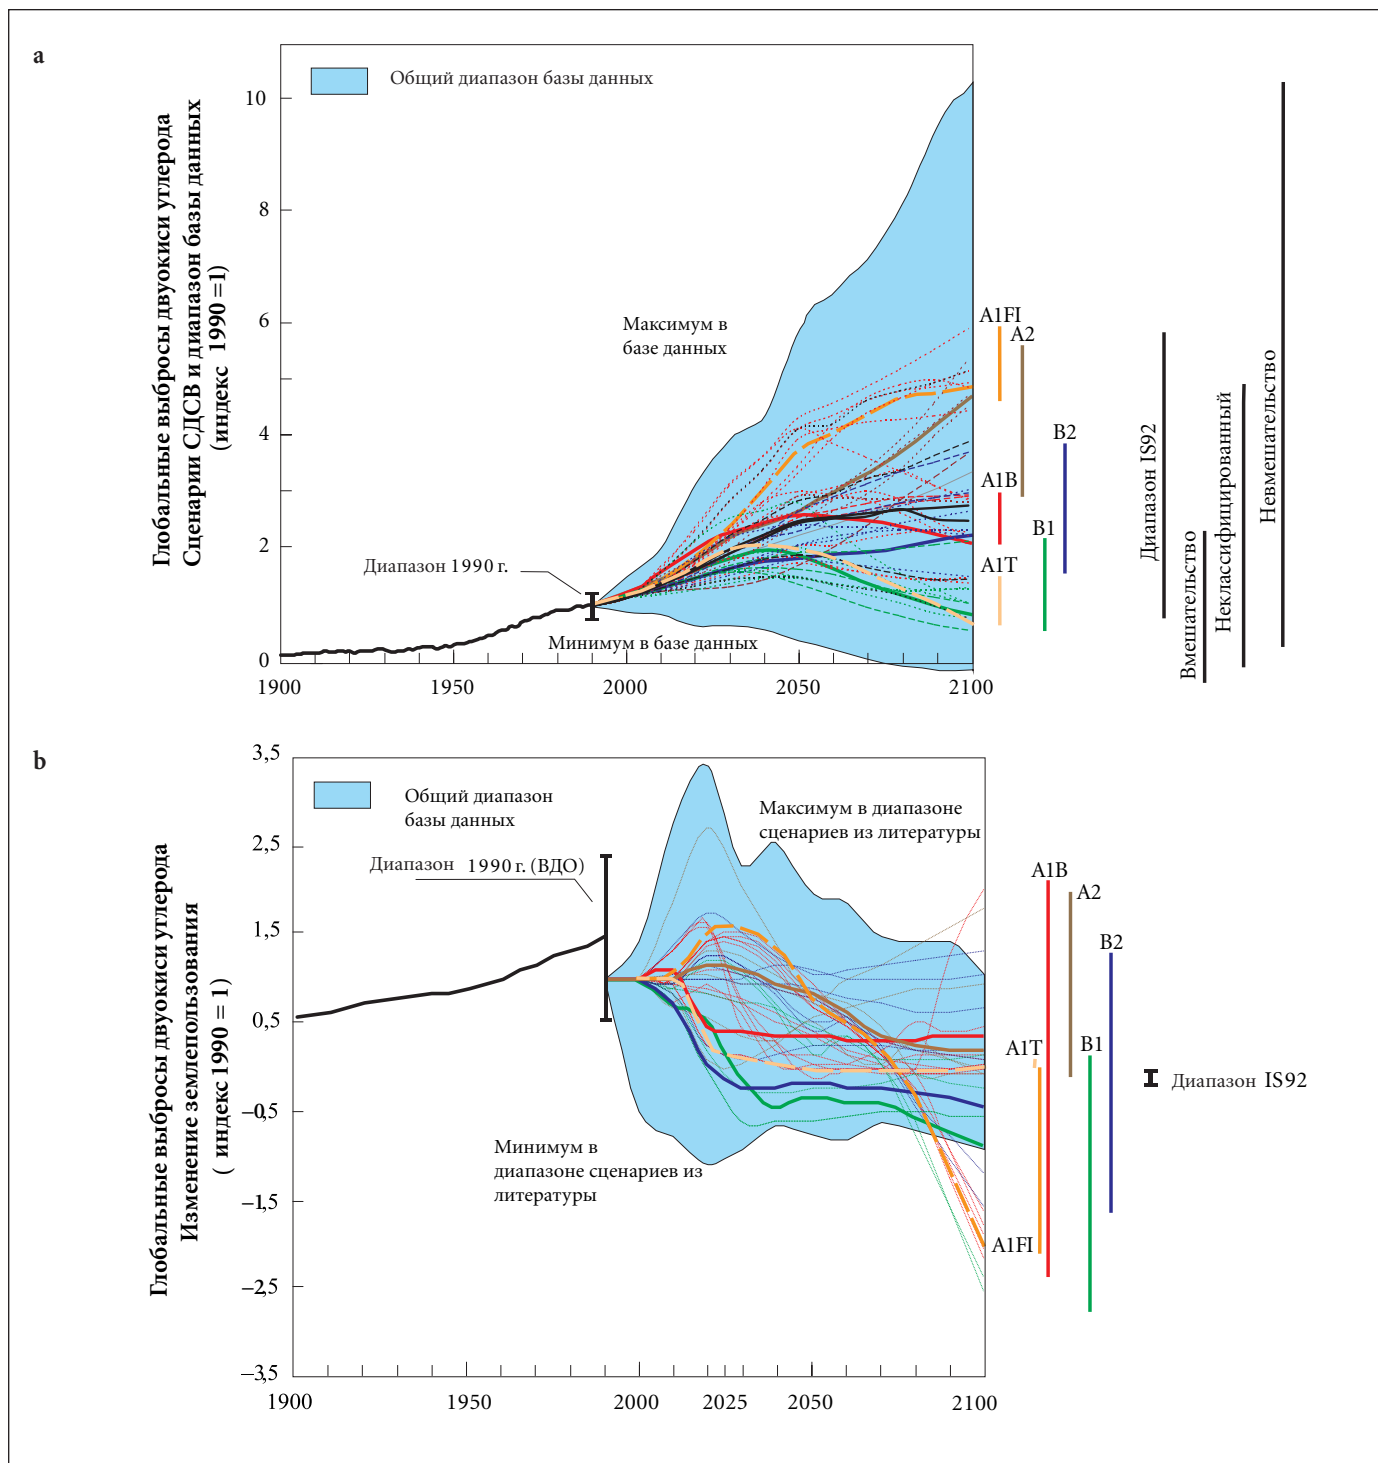 a
Глобальные выбросы двуокиси углерода
Сценарии СДСВ и диапазон базы данных
(индекс 1990 =1)
10
8
6
4
2
0
Общий диапазон базы данных
Максимум в
базе данных
Диапазон 1990 г.
Минимум в базе данных
1900
1950
2000
2050
2100
A1FI
A2
B2
A1B
B1
A1T
Диапазон IS92
Вмешательство
Неклассифицированный
Невмешательство
b
Глобальные выбросы двуокиси углерода
Изменение землепользования
( индекс 1990 = 1)
3,5
2,5
1,5
0,5
−0,5
−1,5
−2,5
−3,5
Общий диапазон
базы данных
Диапазон 1990 г. (ВДО)
Максимум в диапазоне
сценариев из литературы
Минимум в
диапазоне сценариев из
литературы
1900
1950
2000
2025
2050
2100
A1B
A2
B2
A1T
B1
A1FI
Диапазон IS92